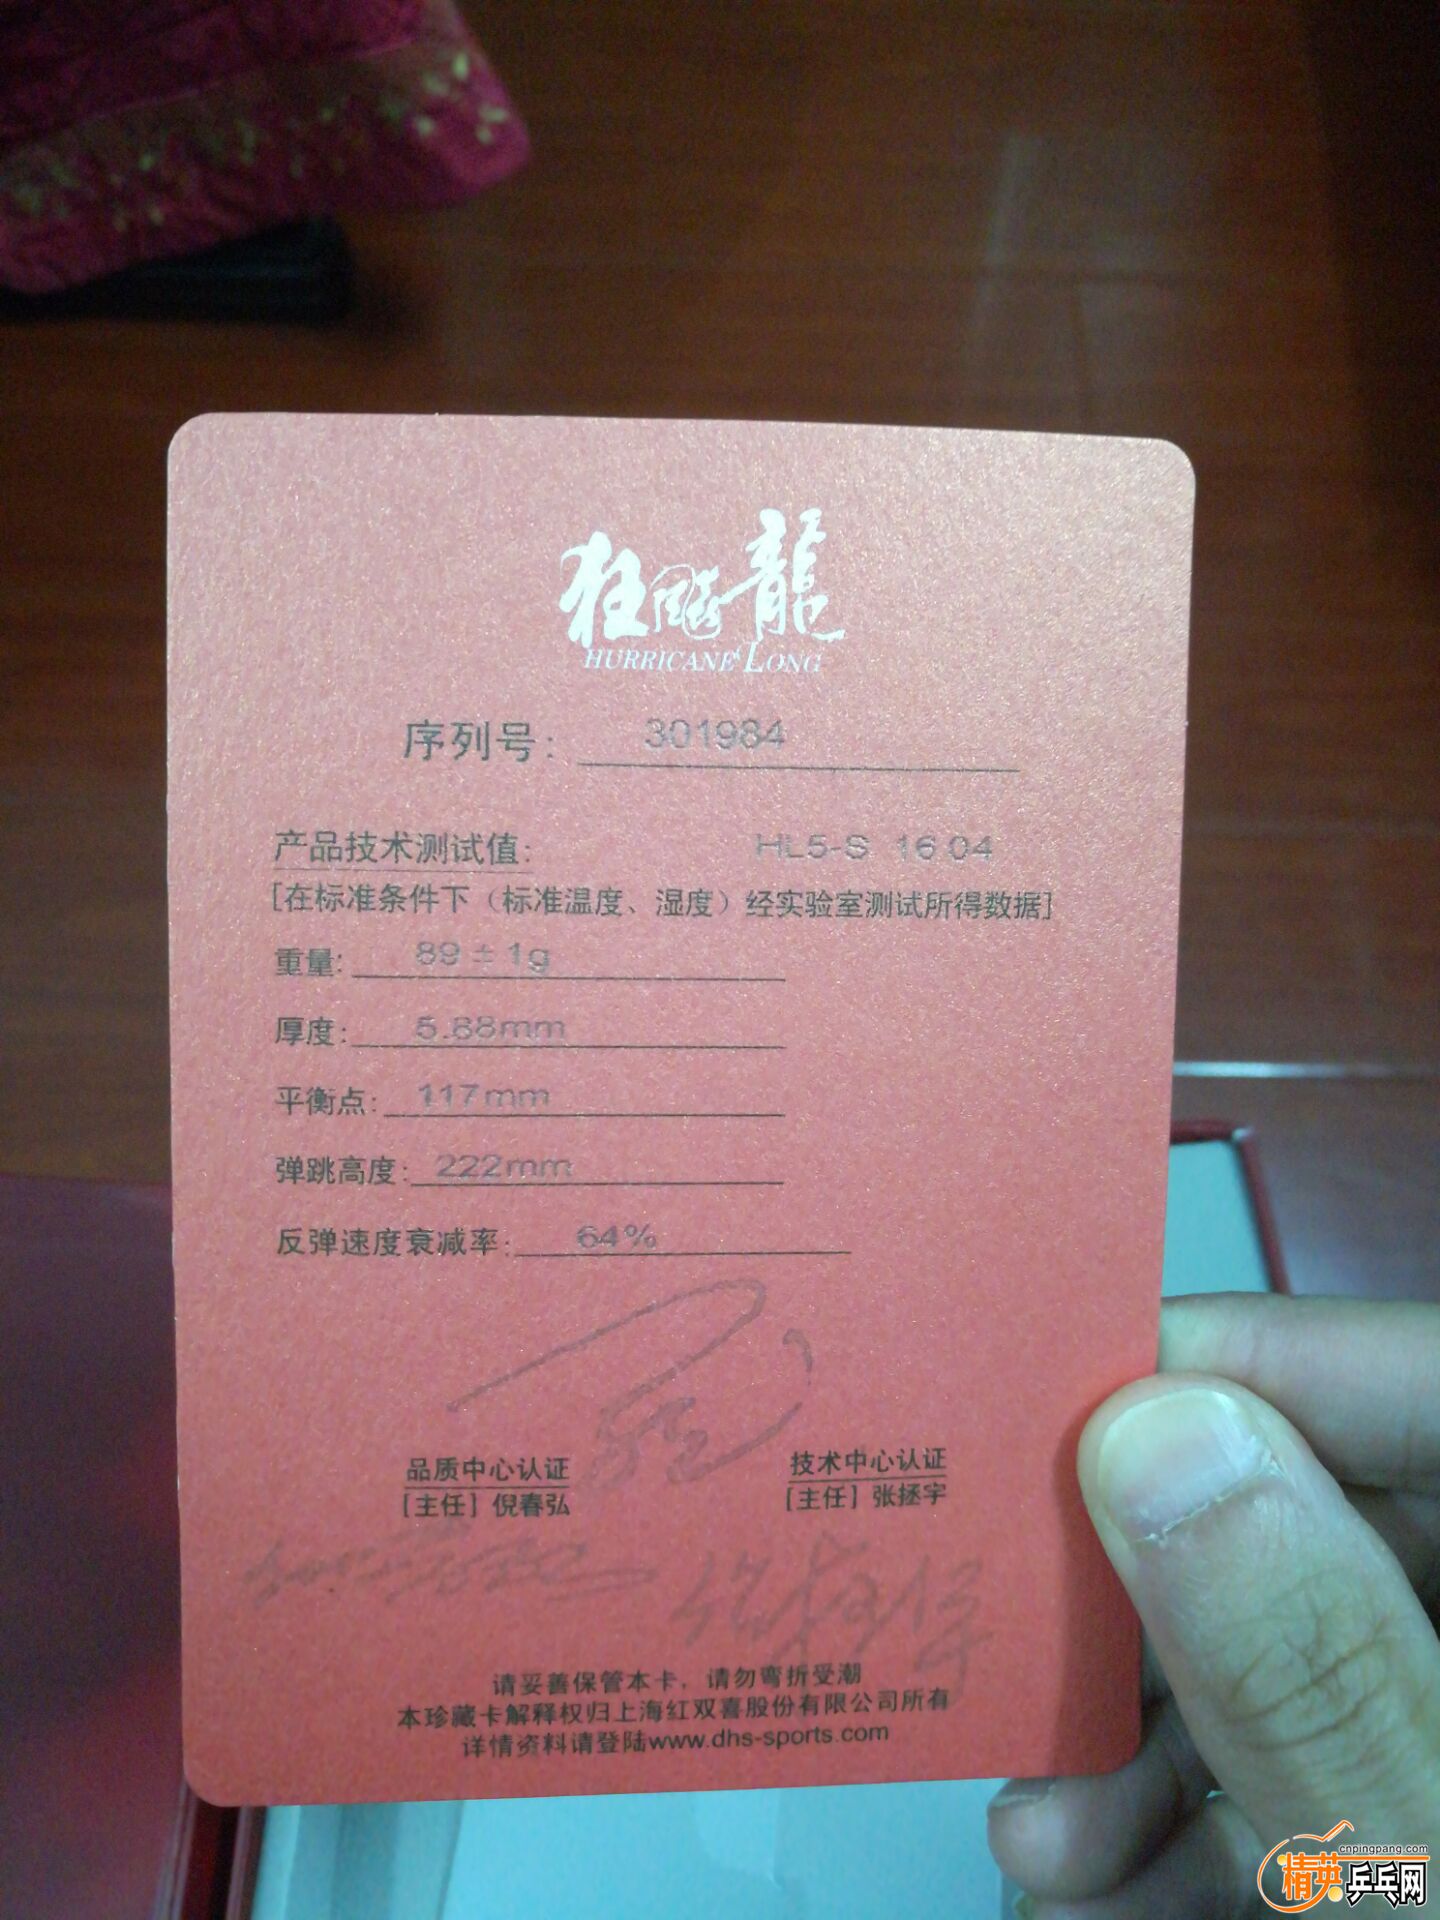 狂飚龍
HURRICANE LONG
序列号: 301984
产品技术测试值: HL5-S 16 04
[在标准条件下（标准温度、湿度）经实验室测试所得数据]
重量: 89 ± 1g
厚度: 5.88mm
平衡点: 117mm
弹跳高度: 222mm
反弹速度衰减率: 64%
品质中心认证 技术中心认证
[主任] 倪春弘 [主任] 张拯宇
请妥善保管本卡，请勿弯折受潮
本珍藏卡解释权归上海红双喜股份有限公司所有
详情资料请登陆www.dhs-sports.com
cnpingpang.com
精英乒乓网